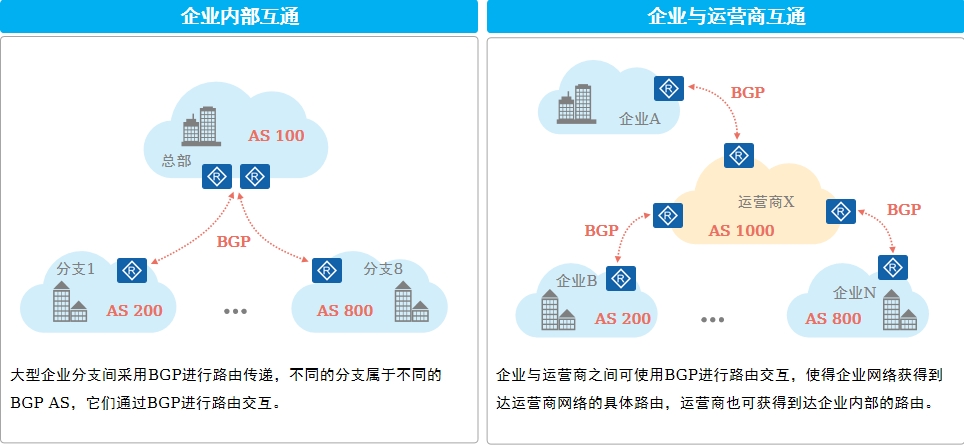 企业内部互通
总部
AS 100
R
R
BGP
分支1
R
AS 200
...
R
分支8
AS 800
大型企业分支间采用BGP进行路由传递，不同的分支属于不同的
BGP AS，它们通过BGP进行路由交互。
企业与运营商互通
R
企业A
BGP
R
运营商X
R
AS 1000
R
BGP
BGP
企业B
R
AS 200
...
R
企业N
AS 800
企业与运营商之间可使用BGP进行路由交互，使得企业网络获得到
达运营商网络的具体路由，运营商也可获得到达企业内部的路由。